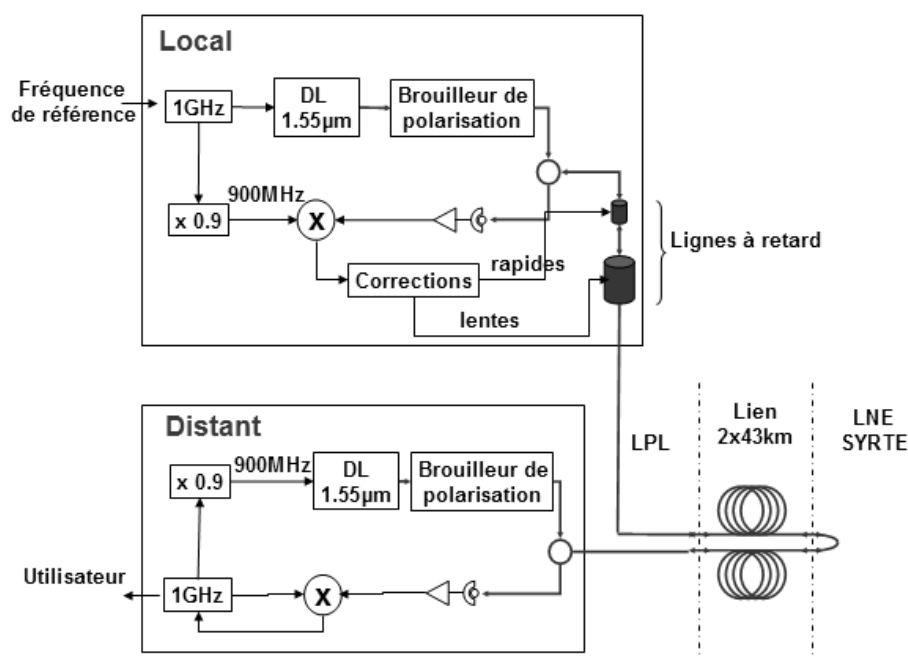 Local
Fréquence
de référence
1GHz
DL
1.55µm
Brouilleur de
polarisation
x 0.9
900MHz
X
Corrections
rapides
lentes
Lignes à retard
Distant
x 0.9
900MHz
DL
1.55µm
Brouilleur de
polarisation
Utilisateur
1GHz
X
LPL
Lien
2x43km
LNE
SYRTE